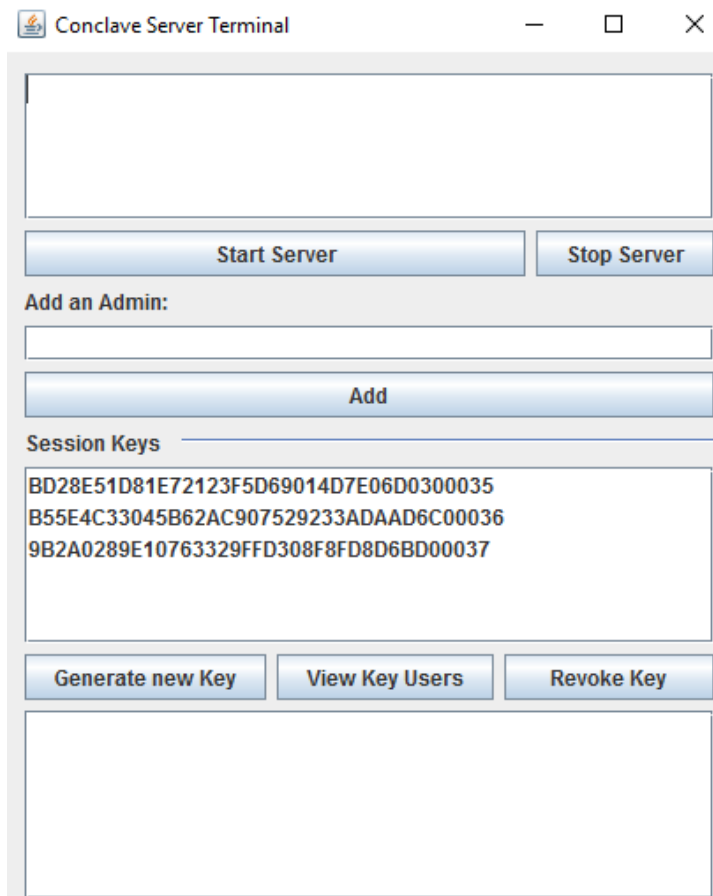 Conclave Server Terminal
Start Server Stop Server
Add an Admin:
Add
Session Keys
BD28E51D81E72123F5D69014D7E06D0300035
B55E4C33045B62AC907529233ADAAD6C00036
9B2A0289E10763329FFD308F8FD8D6BD00037
Generate new Key View Key Users Revoke Key